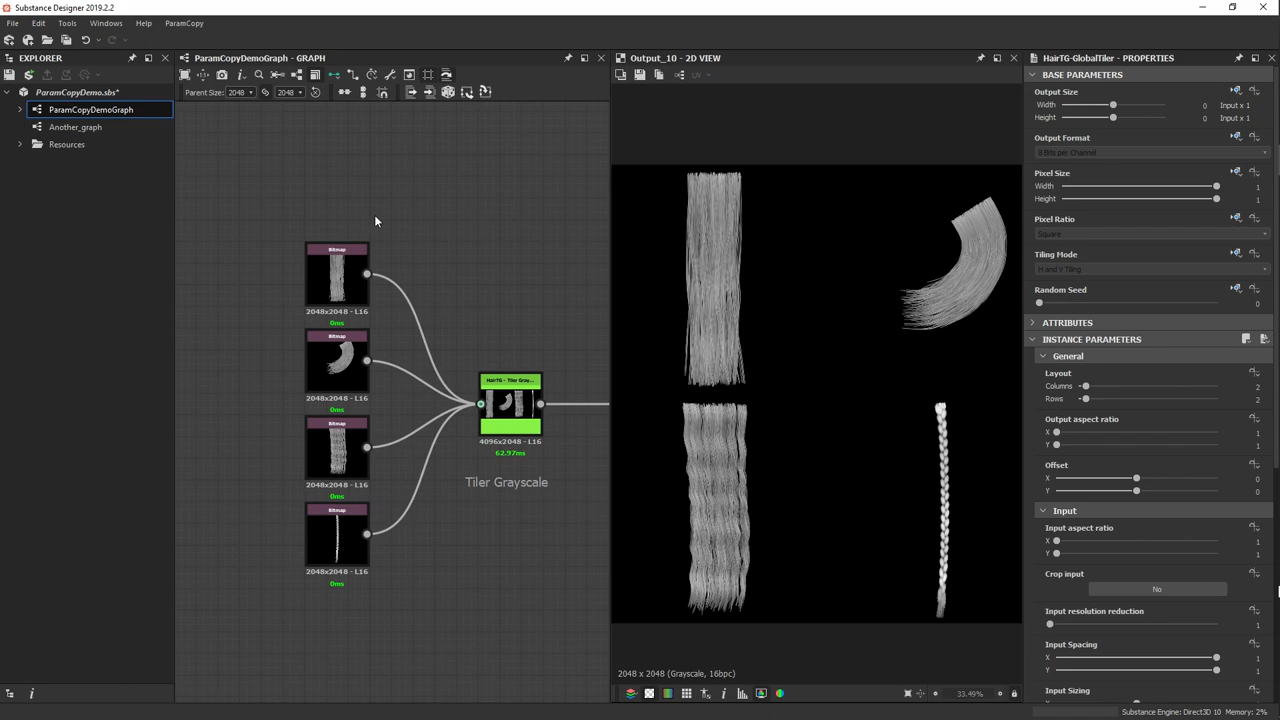 Substance Designer 2019.2.2
File Edit Tools Windows Help ParamCopy
EXPLORER
ParamCopyDemo.sbs*
ParamCopyDemoGraph
Another_graph
Resources
ParamCopyDemoGraph - GRAPH
Parent Size: 2048 2048
Bitmap
2048x2048 - L16
0ms
Bitmap
2048x2048 - L16
0ms
Bitmap
2048x2048 - L16
0ms
Bitmap
2048x2048 - L16
0ms
HairTG - Tiler Gray...
4096x2048 - L16
62.97ms
Tiler Grayscale
Output_10 - 2D VIEW
UV
2048 x 2048 (Grayscale, 16bpc)
33.49%
HairTG-GlobalTiler - PROPERTIES
BASE PARAMETERS
Output Size
Width 0 Input x 1
Height 0 Input x 1
Output Format
8 Bits per Channel
Pixel Size
Width 1
Height 1
Pixel Ratio
Square
Tiling Mode
H and V Tiling
Random Seed
0
ATTRIBUTES
INSTANCE PARAMETERS
General
Layout
Columns 2
Rows 2
Output aspect ratio
X 1
Y 1
Offset
X 0
Y 0
Input
Input aspect ratio
X 1
Y 1
Crop input
No
Input resolution reduction
1
Input Spacing
X 1
Y 1
Input Sizing
Substance Engine: Direct3D 10 Memory: 2%